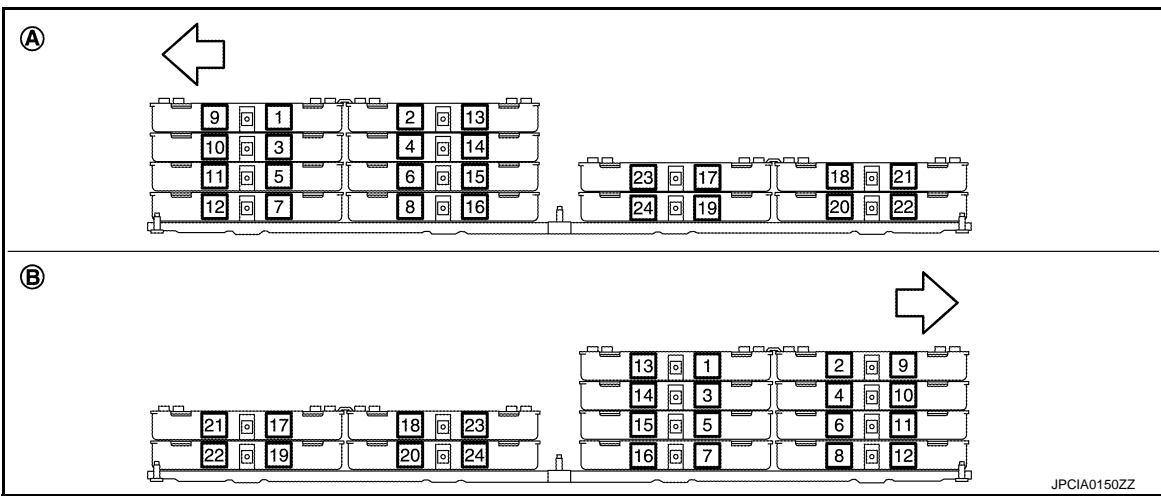 A
9 1 2 13
10 3 4 14
11 5 6 15 23 17 18 21
12 7 8 16 24 19 20 22
B
13 1 2 9
14 3 4 10
21 17 18 23 15 5 6 11
22 19 20 24 16 7 8 12
JPCIA0150ZZ